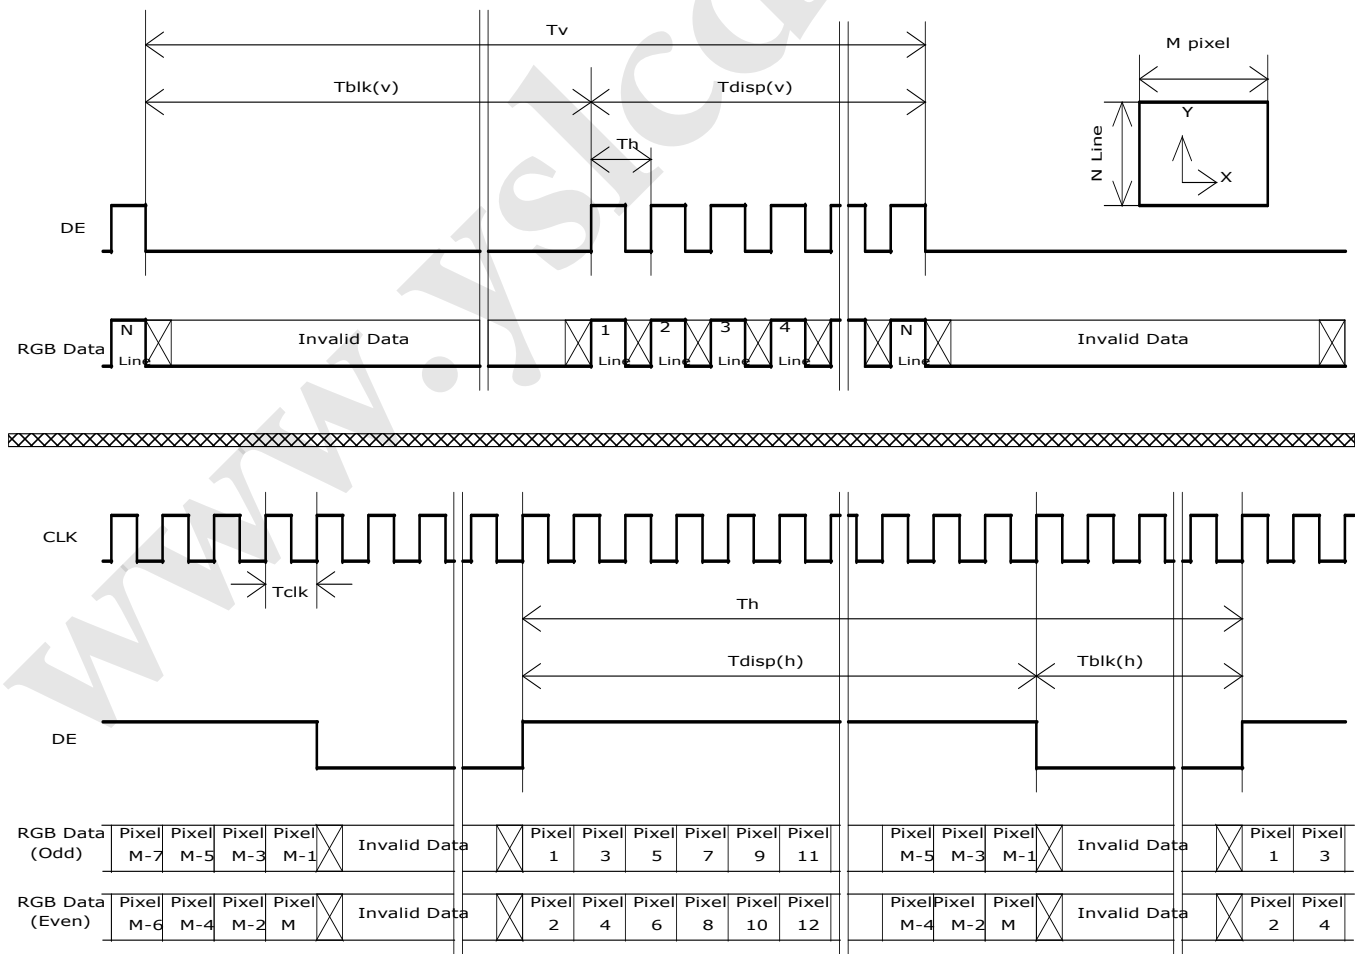 Tv
M pixel
Tblk(v) Tdisp(v)
Th
N Line
Y
X
DE
RGB Data
N Line Invalid Data 1 Line 2 Line 3 Line 4 Line N Line Invalid Data
CLK
Tclk
Th
Tdisp(h) Tblk(h)
DE
RGB Data (Odd)
Pixel M-7 Pixel M-5 Pixel M-3 Pixel M-1 Invalid Data Pixel 1 Pixel 3 Pixel 5 Pixel 7 Pixel 9 Pixel 11 Pixel M-5 Pixel M-3 Pixel M-1 Invalid Data Pixel 1 Pixel 3
RGB Data (Even)
Pixel M-6 Pixel M-4 Pixel M-2 Pixel M Invalid Data Pixel 2 Pixel 4 Pixel 6 Pixel 8 Pixel 10 Pixel 12 Pixel M-4 Pixel M-2 Pixel M Invalid Data Pixel 2 Pixel 4
www.yslcd